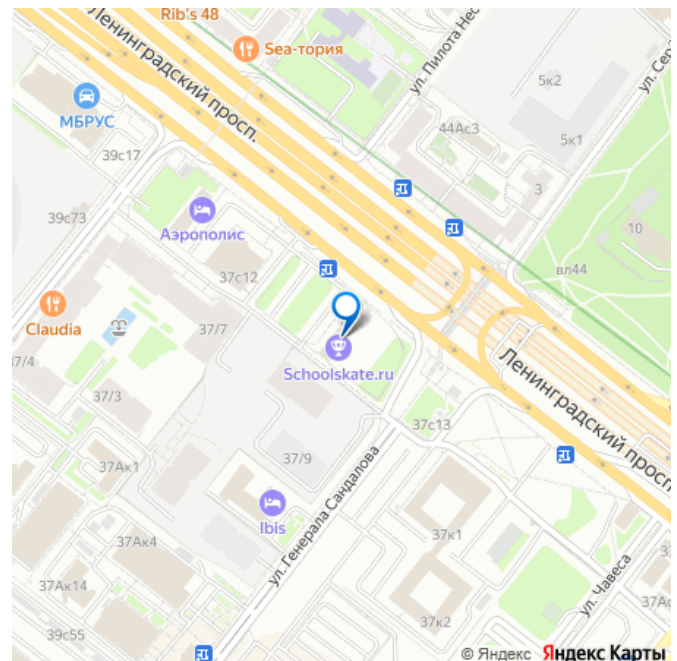 Rib's 48
Sea-тория
Ленинградский просп.
МБРУС
39с17
39с73
Аэрополис
37с12
Claudia
37/7
37/4
37/3
Schoolskate.ru
37Ак1
37/9
Ibis
37Ак4
37Ак14
39с55
ул. Генерала Сандалова
37с13
37к1
37к2
ул. Чавеса
Ленинградский просп.
ул. Пилота Нес
44Ас3
5к2
5к1
3
10
вл44
© Яндекс Яндекс Карты